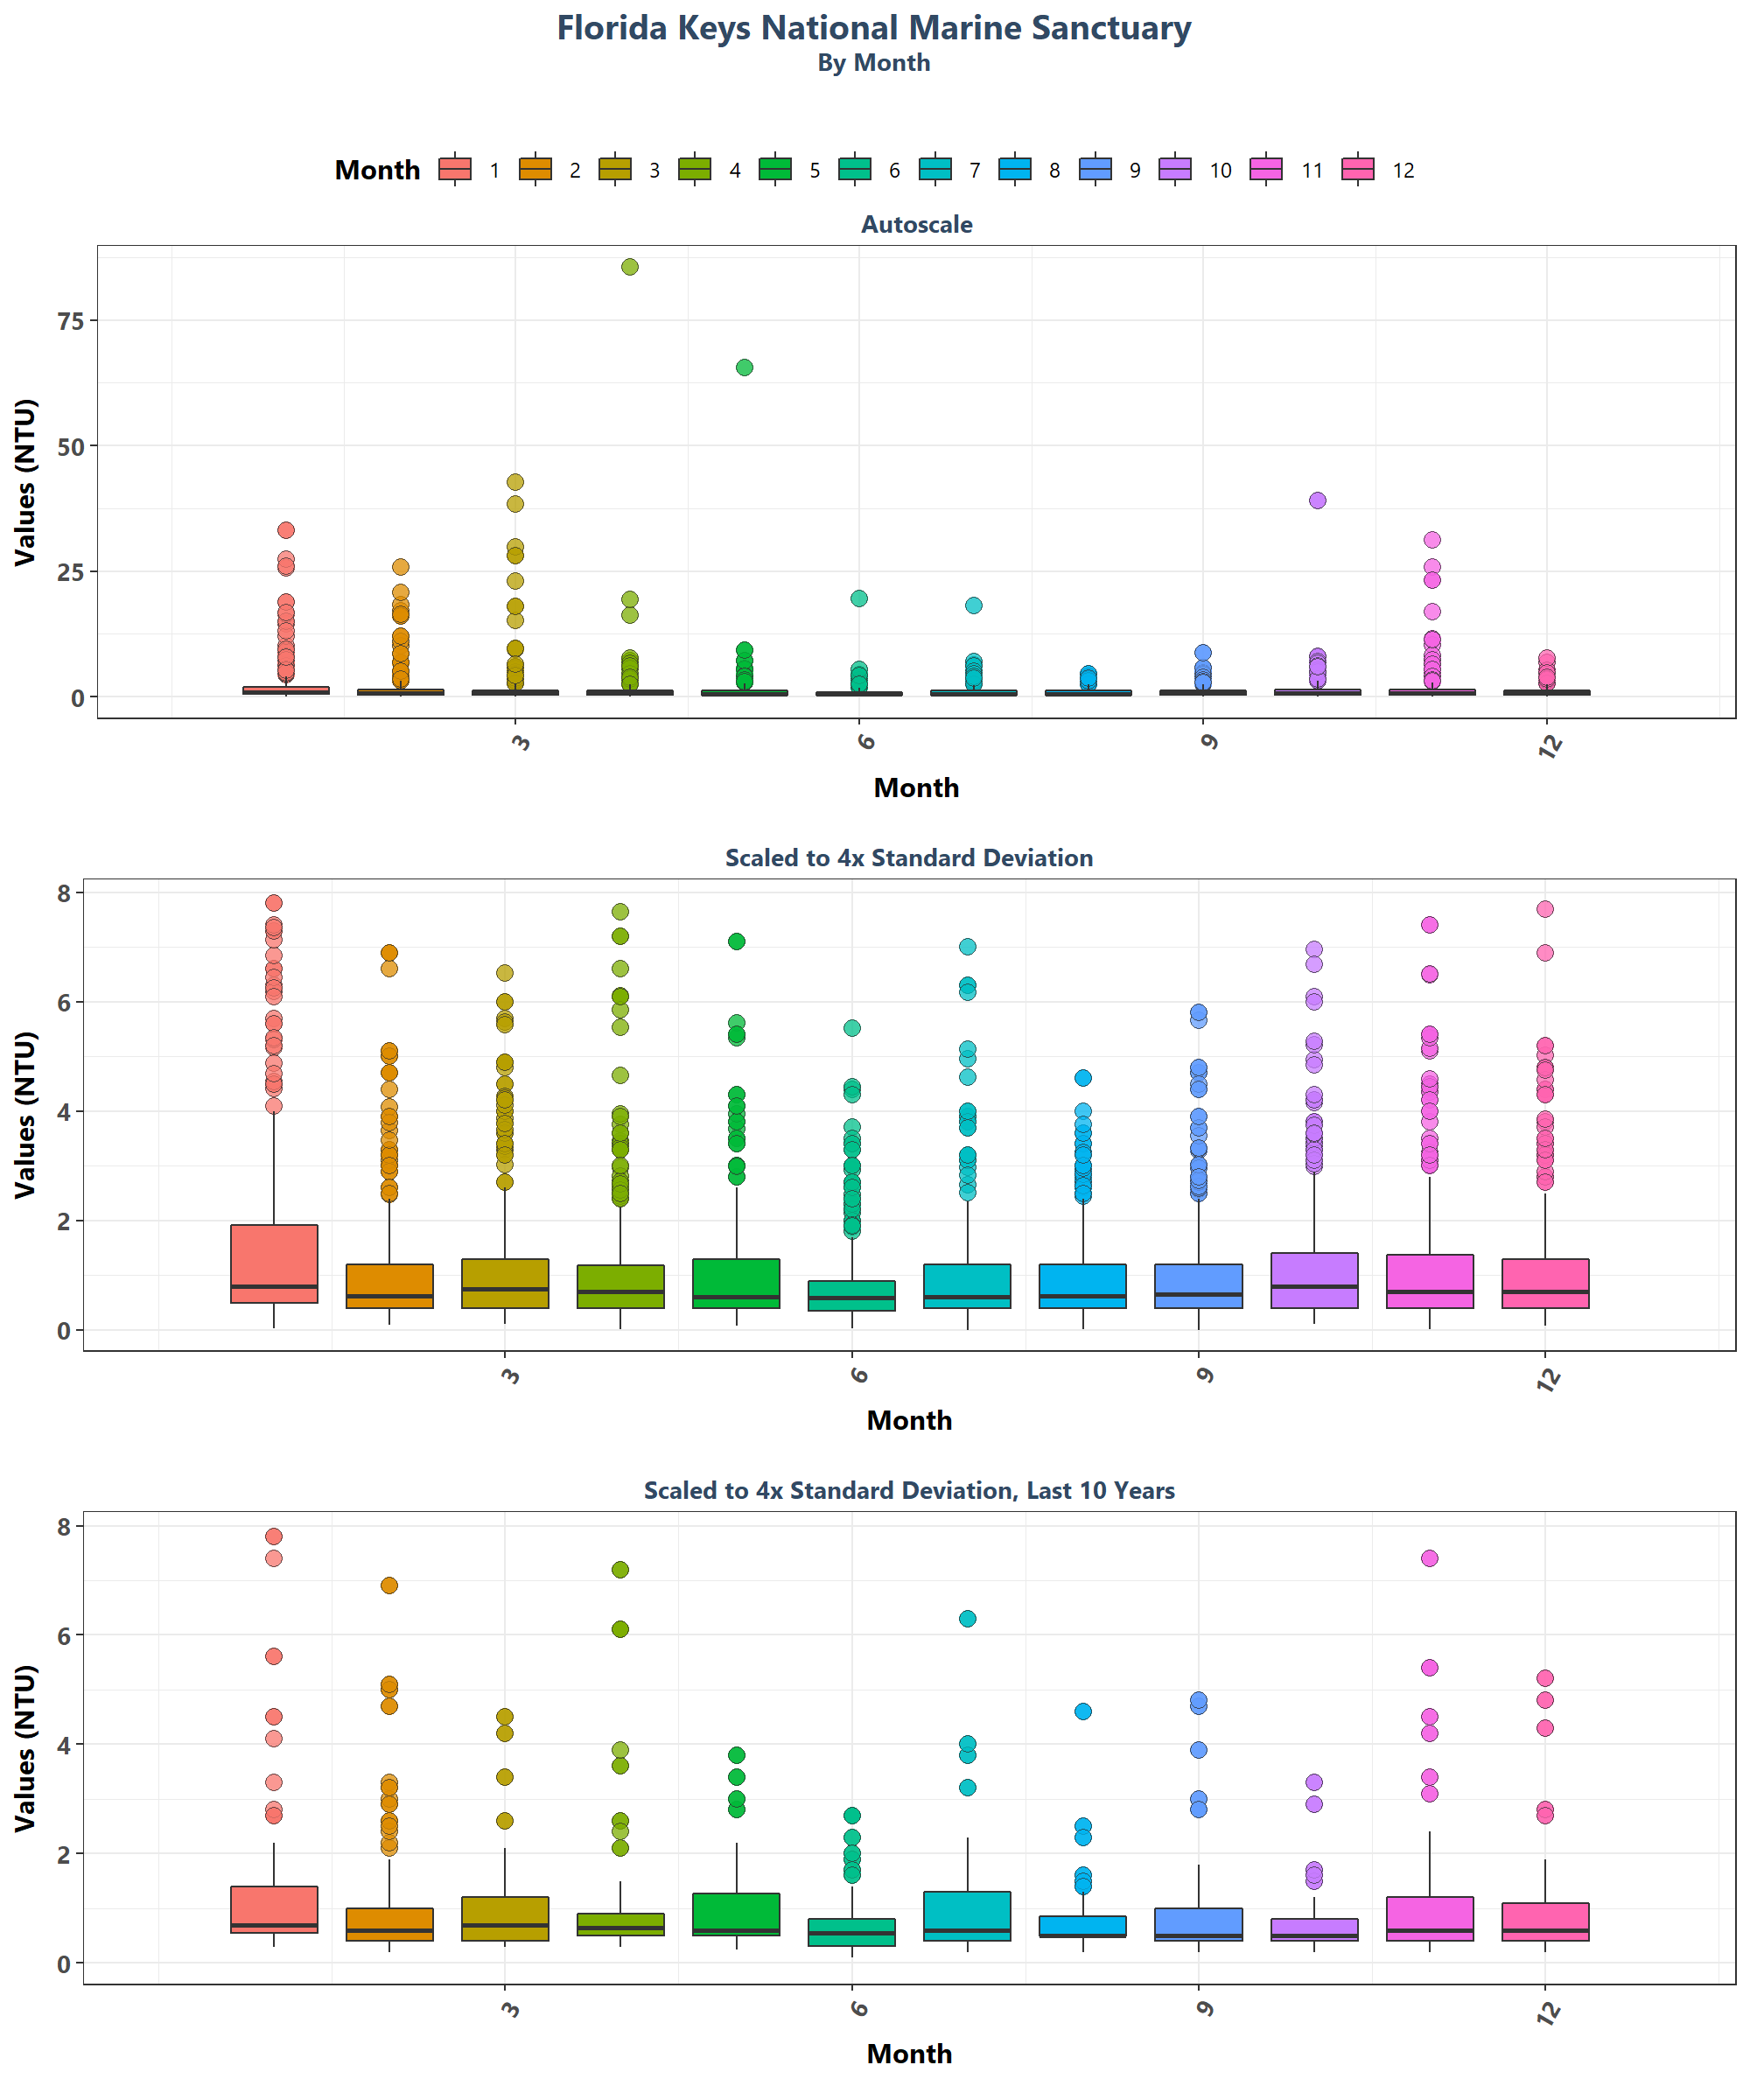 Florida Keys National Marine Sanctuary
By Month
Month 1 2 3 4 5 6 7 8 9 10 11 12
Autoscale
Values (NTU)
75
50
25
0
3 6 9 12
Month
Scaled to 4x Standard Deviation
Values (NTU)
8
6
4
2
0
3 6 9 12
Month
Scaled to 4x Standard Deviation, Last 10 Years
Values (NTU)
8
6
4
2
0
3 6 9 12
Month